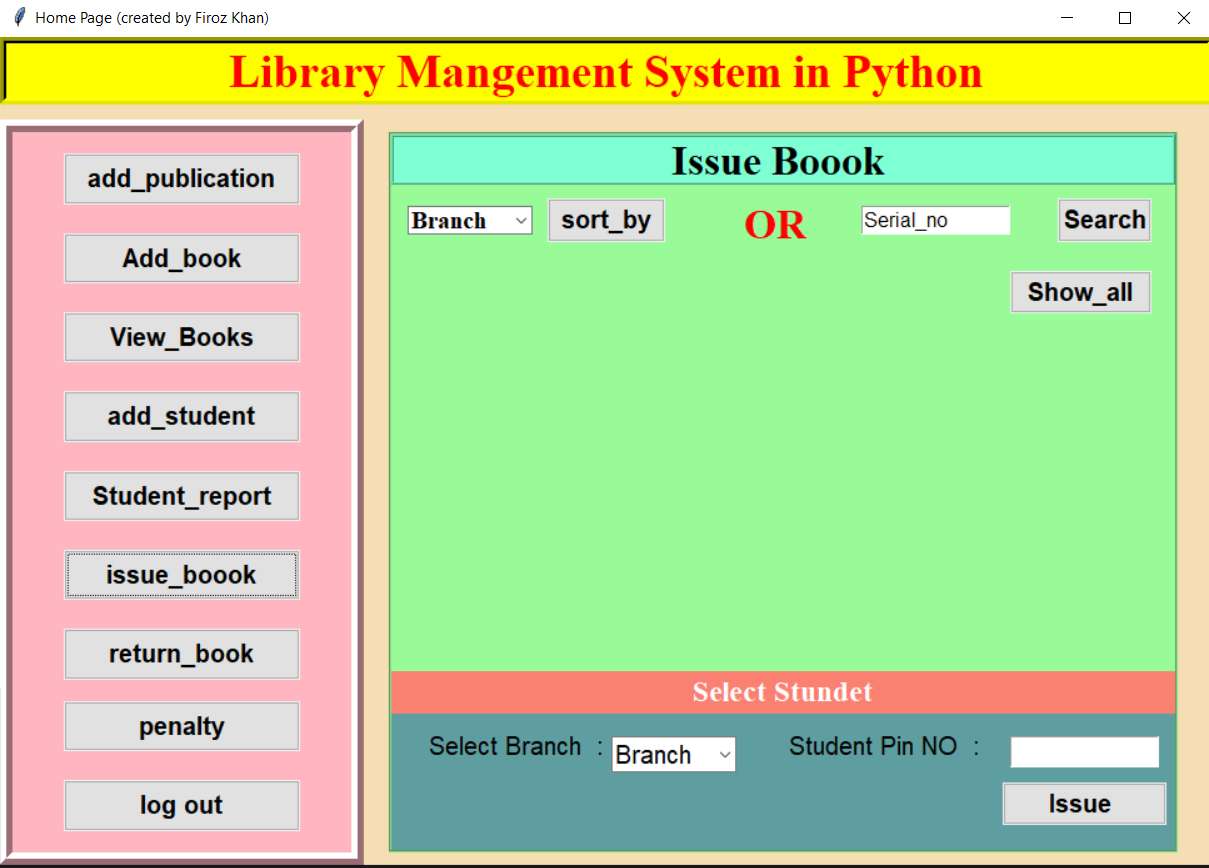 Home Page (created by Firoz Khan)
Library Mangement System in Python
add_publication
Add_book
View_Books
add_student
Student_report
issue_boook
return_book
penalty
log out
Issue Boook
Branch sort_by OR Serial_no Search
Show_all
Select Stundet
Select Branch : Branch Student Pin NO :
Issue